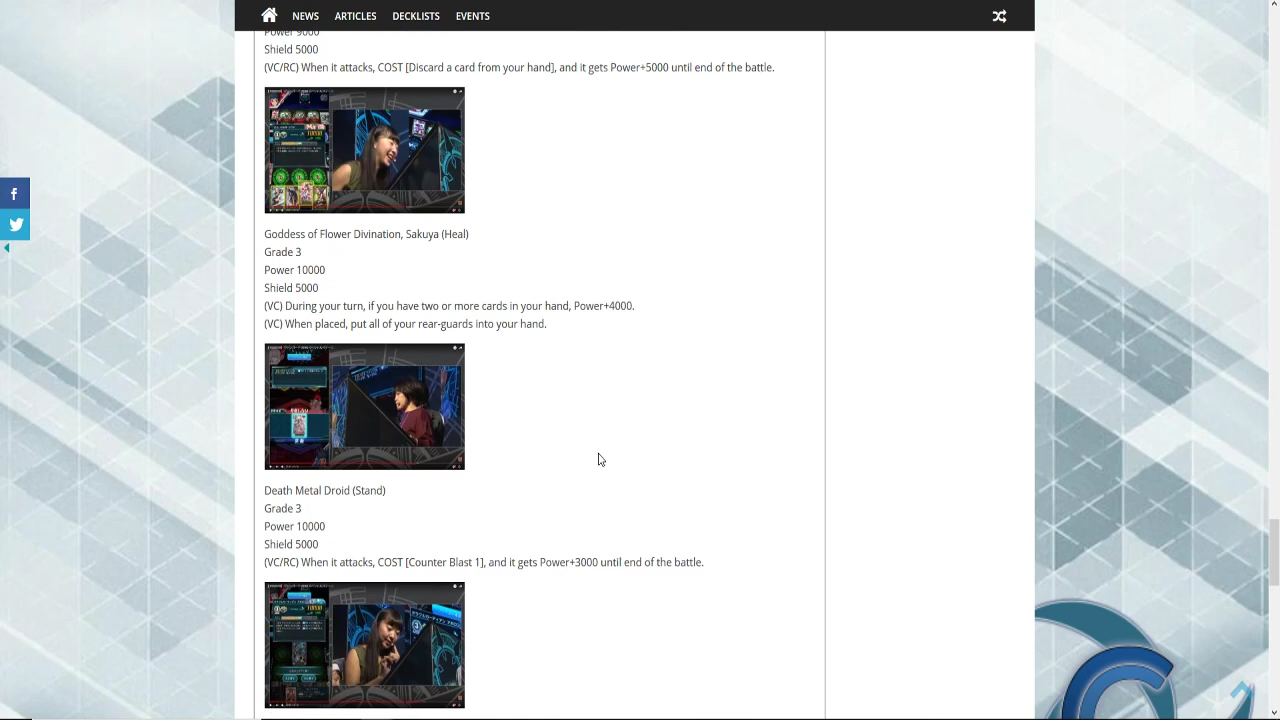 NEWS ARTICLES DECKLISTS EVENTS
Power 9000
Shield 5000
(VC/RC) When it attacks, COST [Discard a card from your hand], and it gets Power+5000 until end of the battle.
Goddess of Flower Divination, Sakuya (Heal)
Grade 3
Power 10000
Shield 5000
(VC) During your turn, if you have two or more cards in your hand, Power+4000.
(VC) When placed, put all of your rear-guards into your hand.
Death Metal Droid (Stand)
Grade 3
Power 10000
Shield 5000
(VC/RC) When it attacks, COST [Counter Blast 1], and it gets Power+3000 until end of the battle.